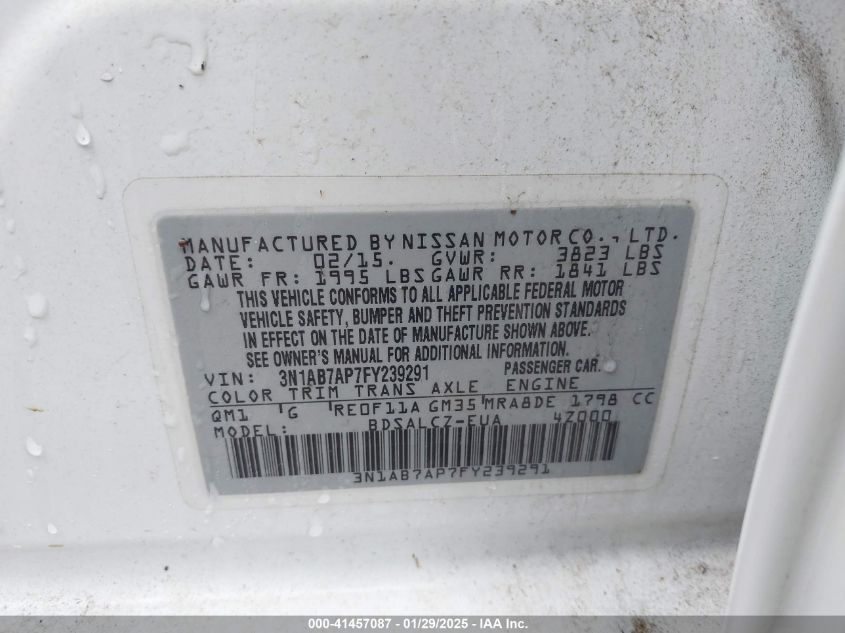 MANUFACTURED BY NISSAN MOTOR CO., LTD.
DATE: 02/15. GVWR: 3823 LBS
GAWR FR: 1995 LBS GAWR RR: 1841 LBS
THIS VEHICLE CONFORMS TO ALL APPLICABLE FEDERAL MOTOR
VEHICLE SAFETY, BUMPER AND THEFT PREVENTION STANDARDS
IN EFFECT ON THE DATE OF MANUFACTURE SHOWN ABOVE.
SEE OWNER'S MANUAL FOR ADDITIONAL INFORMATION.
VIN: 3N1AB7AP7FY239291 PASSENGER CAR.
COLOR TRIM TRANS AXLE ENGINE
QM1 G RE0F11A GM35 MRA8DE 1798 CC
MODEL: BDSALCZ-EUA 47000
3N1AB7AP7FY239291
000-41457087 - 01/29/2025 - IAA Inc.